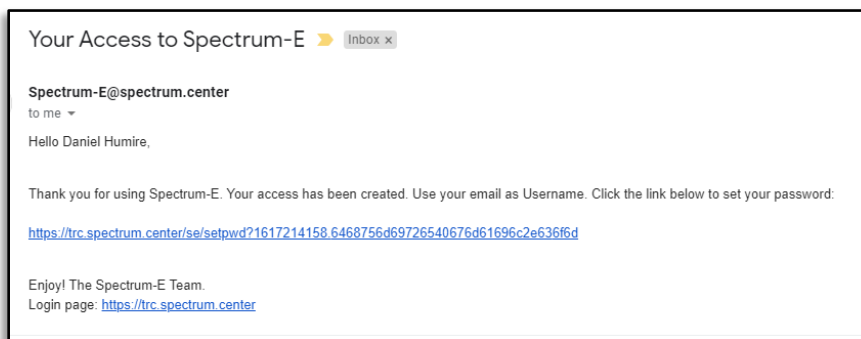 Your Access to Spectrum-E Inbox x
Spectrum-E@spectrum.center
to me
Hello Daniel Humire,
Thank you for using Spectrum-E. Your access has been created. Use your email as Username. Click the link below to set your password:
https://trc.spectrum.center/se/setpwd?1617214158.6468756d69726540676d61696c2e636f6d
Enjoy! The Spectrum-E Team.
Login page: https://trc.spectrum.center